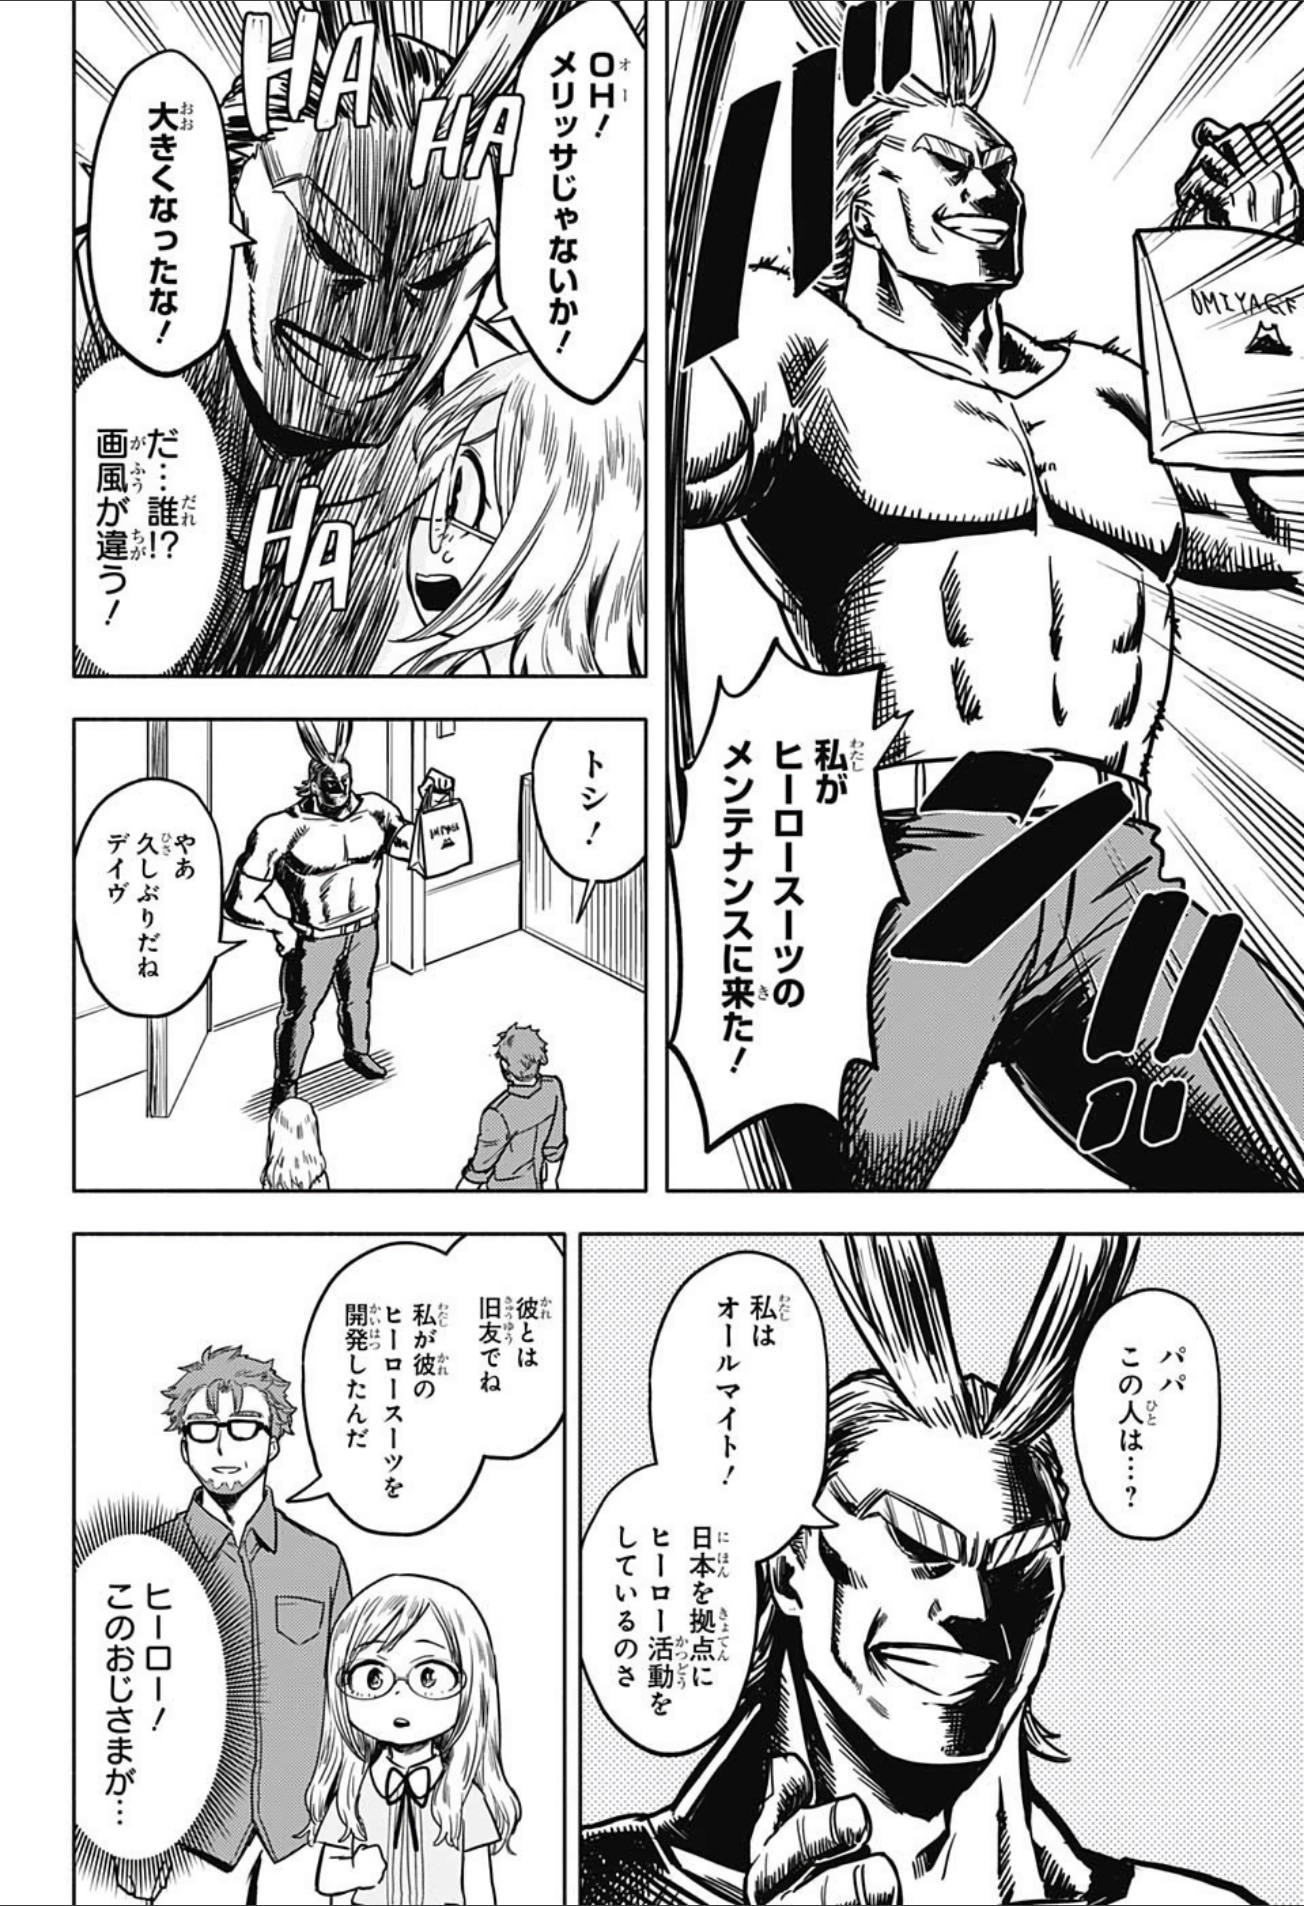 私が
ヒーロースーツの
メンテナンスに来た！
OMIYAGE
OH！
メリッサじゃないか！
大きくなったな！
HA HA
HA HA
HA HA
だ…誰!?
画風が違う！
トシ！
やあ
久しぶりだね
デイヴ
パパ
この人は…？
私は
オールマイト！
日本を拠点に
ヒーロー活動を
しているのさ
彼とは
旧友でね
私が彼の
ヒーロースーツを
開発したんだ
ヒーロー！
このおじさまが…